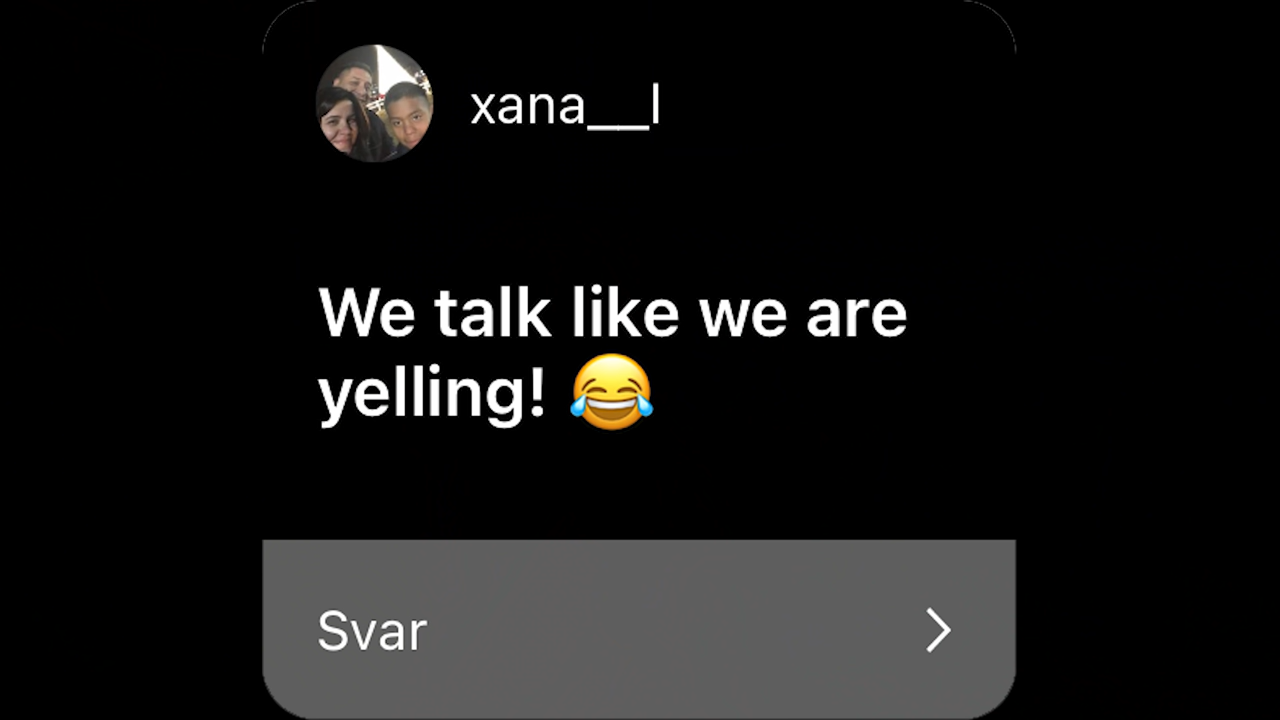 xana__l
We talk like we are
yelling! 😂
Svar